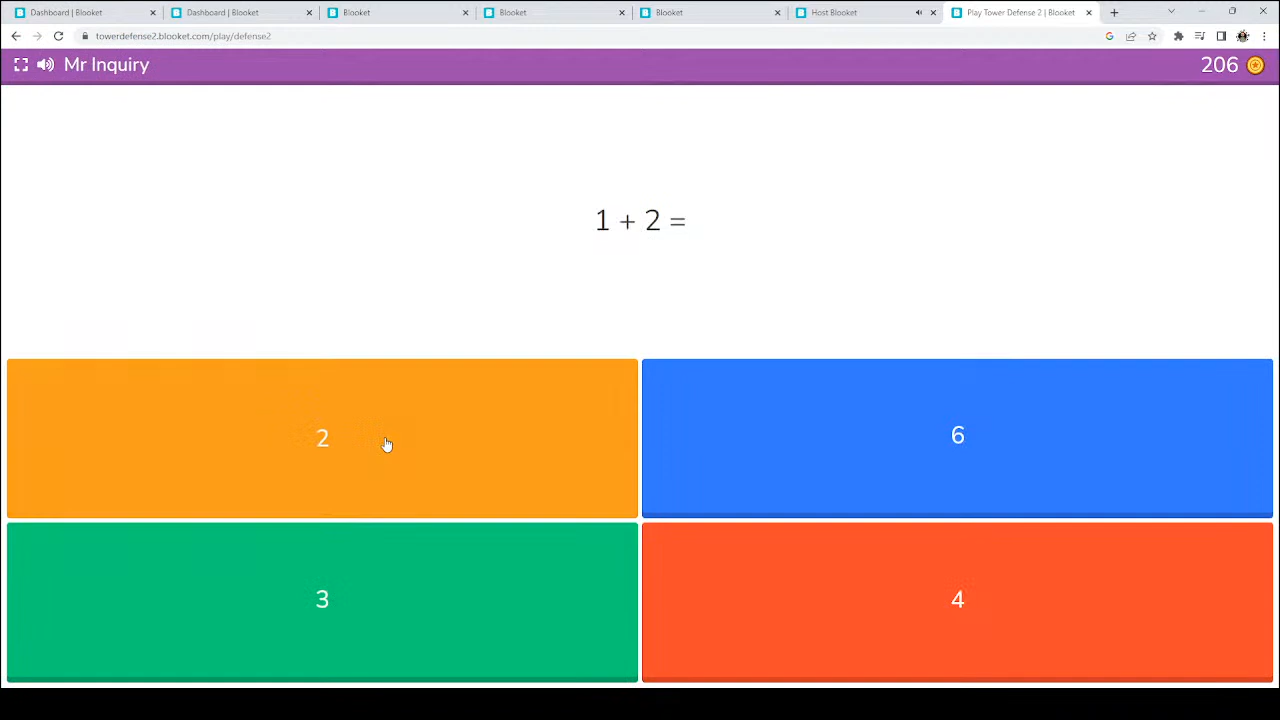 Dashboard | Blooket
Dashboard | Blooket
Blooket
Blooket
Blooket
Host Blooket
Play Tower Defense 2 | Blooket
towerdefense2.blooket.com/play/defense2
Mr Inquiry
206
1 + 2 =
2
6
3
4